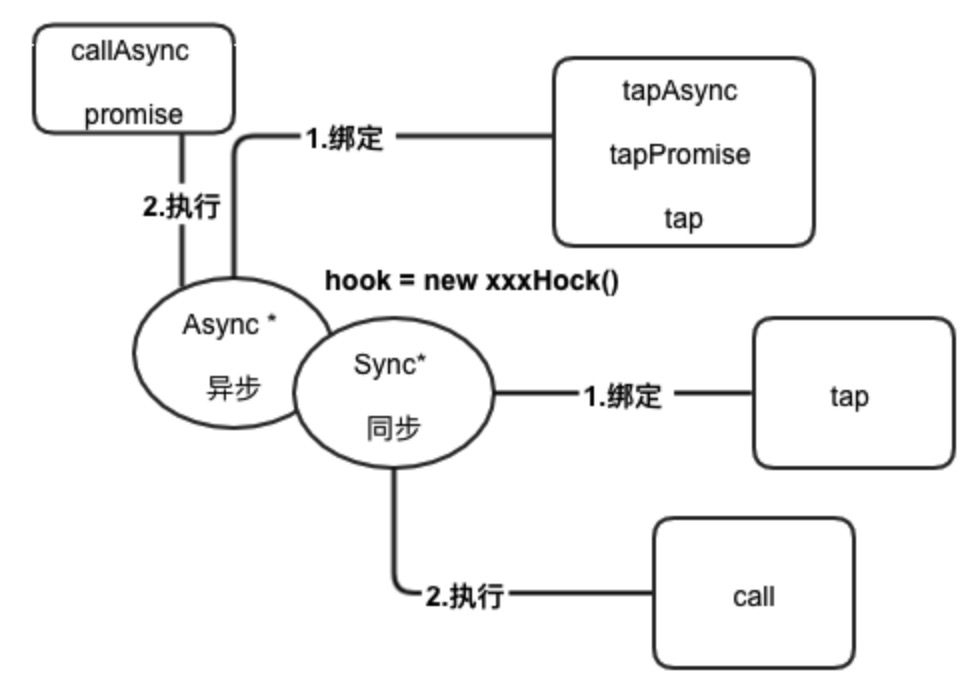 callAsync
promise
1.绑定
tapAsync
tapPromise
tap
2.执行
hook = new xxxHock()
Async *
异步
Sync*
同步
1.绑定
tap
2.执行
call